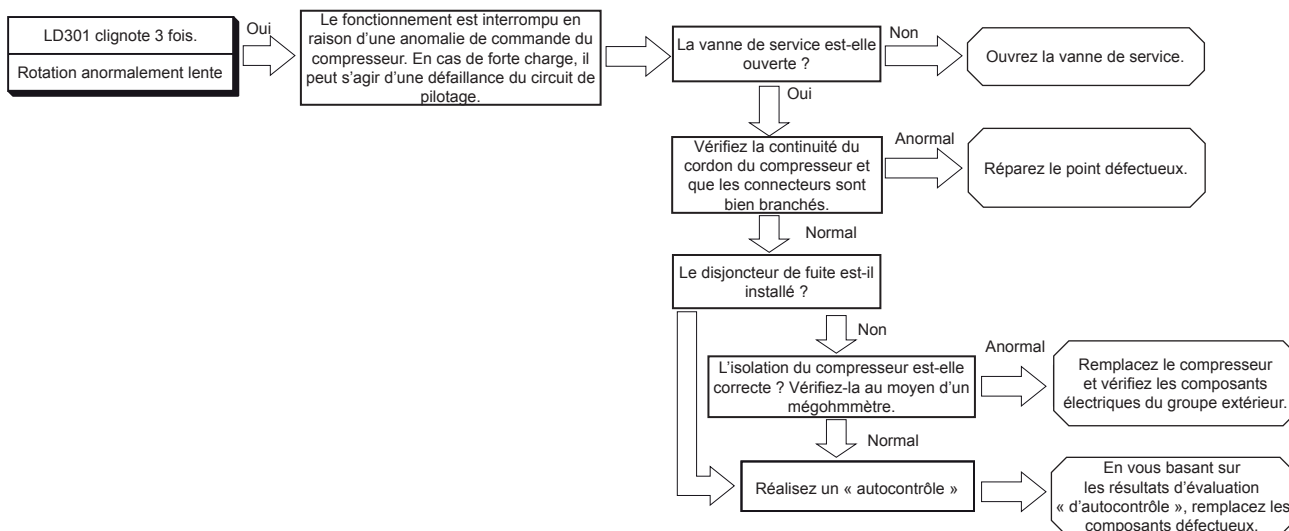 LD301 clignote 3 fois.
Rotation anormalement lente
Oui
Le fonctionnement est interrompu en
raison d'une anomalie de commande du
compresseur. En cas de forte charge, il
peut s'agir d'une défaillance du circuit de
pilotage.
La vanne de service est-elle
ouverte ?
Non
Ouvrez la vanne de service.
Oui
Vérifiez la continuité du
cordon du compresseur et
que les connecteurs sont
bien branchés.
Anormal
Réparez le point défectueux.
Normal
Le disjoncteur de fuite est-il
installé ?
Non
L'isolation du compresseur est-elle
correcte ? Vérifiez-la au moyen d'un
mégohmmètre.
Anormal
Remplacez le compresseur
et vérifiez les composants
électriques du groupe extérieur.
Normal
Réalisez un « autocontrôle »
En vous basant sur
les résultats d'évaluation
« d'autocontrôle », remplacez les
composants défectueux.